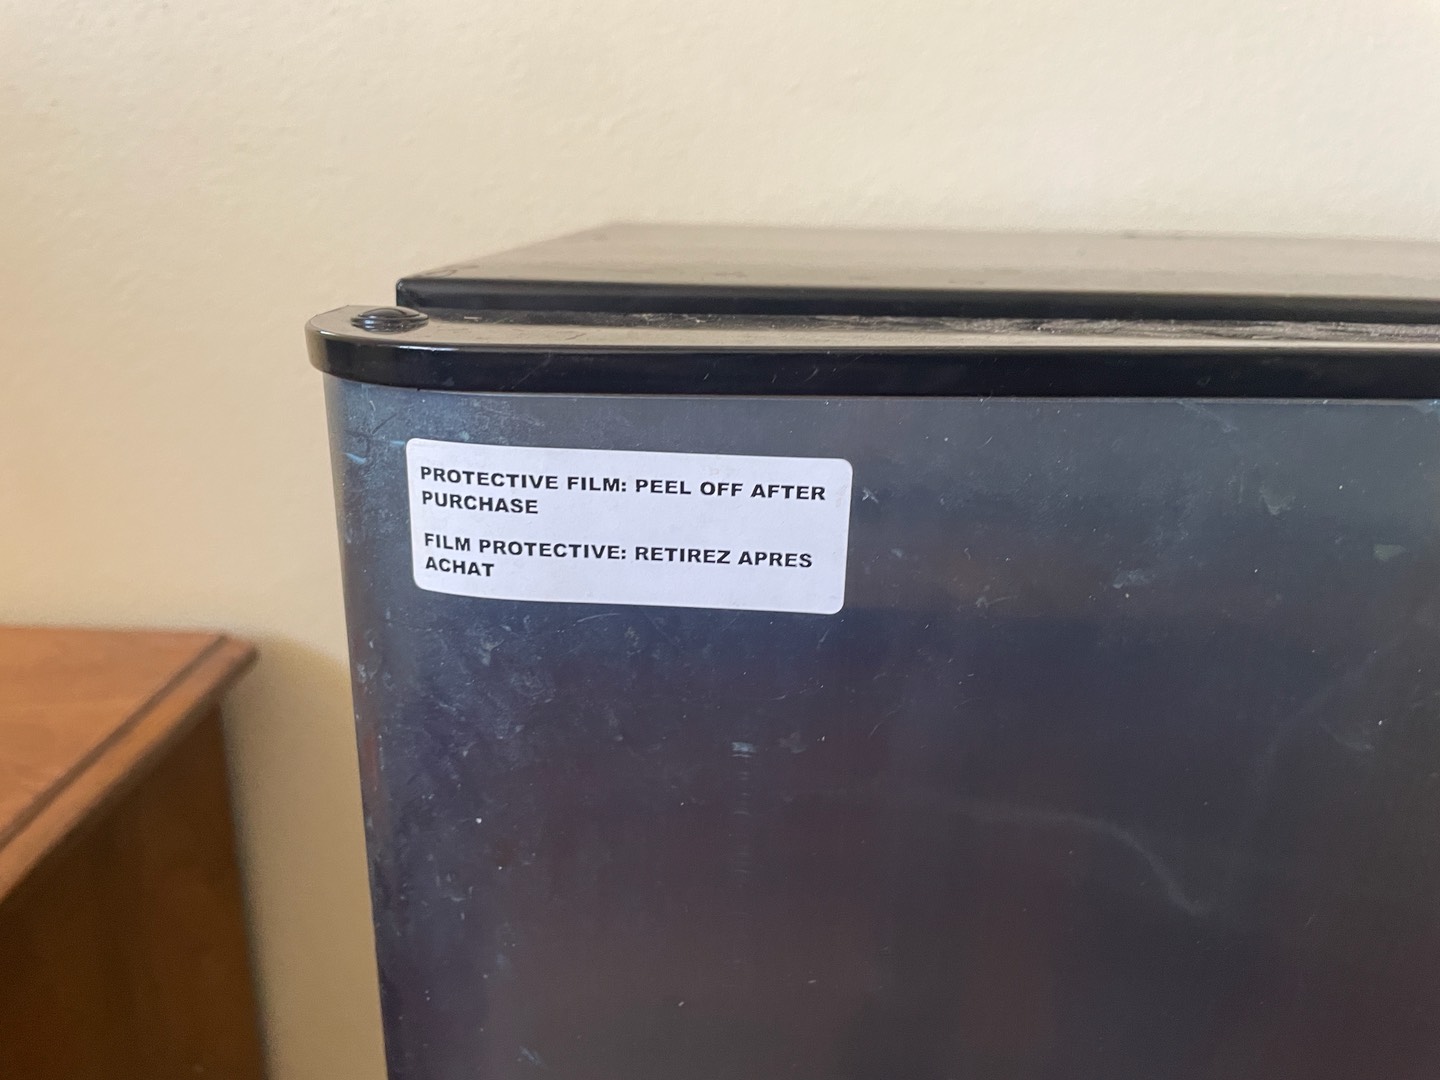 PROTECTIVE FILM: PEEL OFF AFTER
PURCHASE
FILM PROTECTIVE: RETIREZ APRES
ACHAT